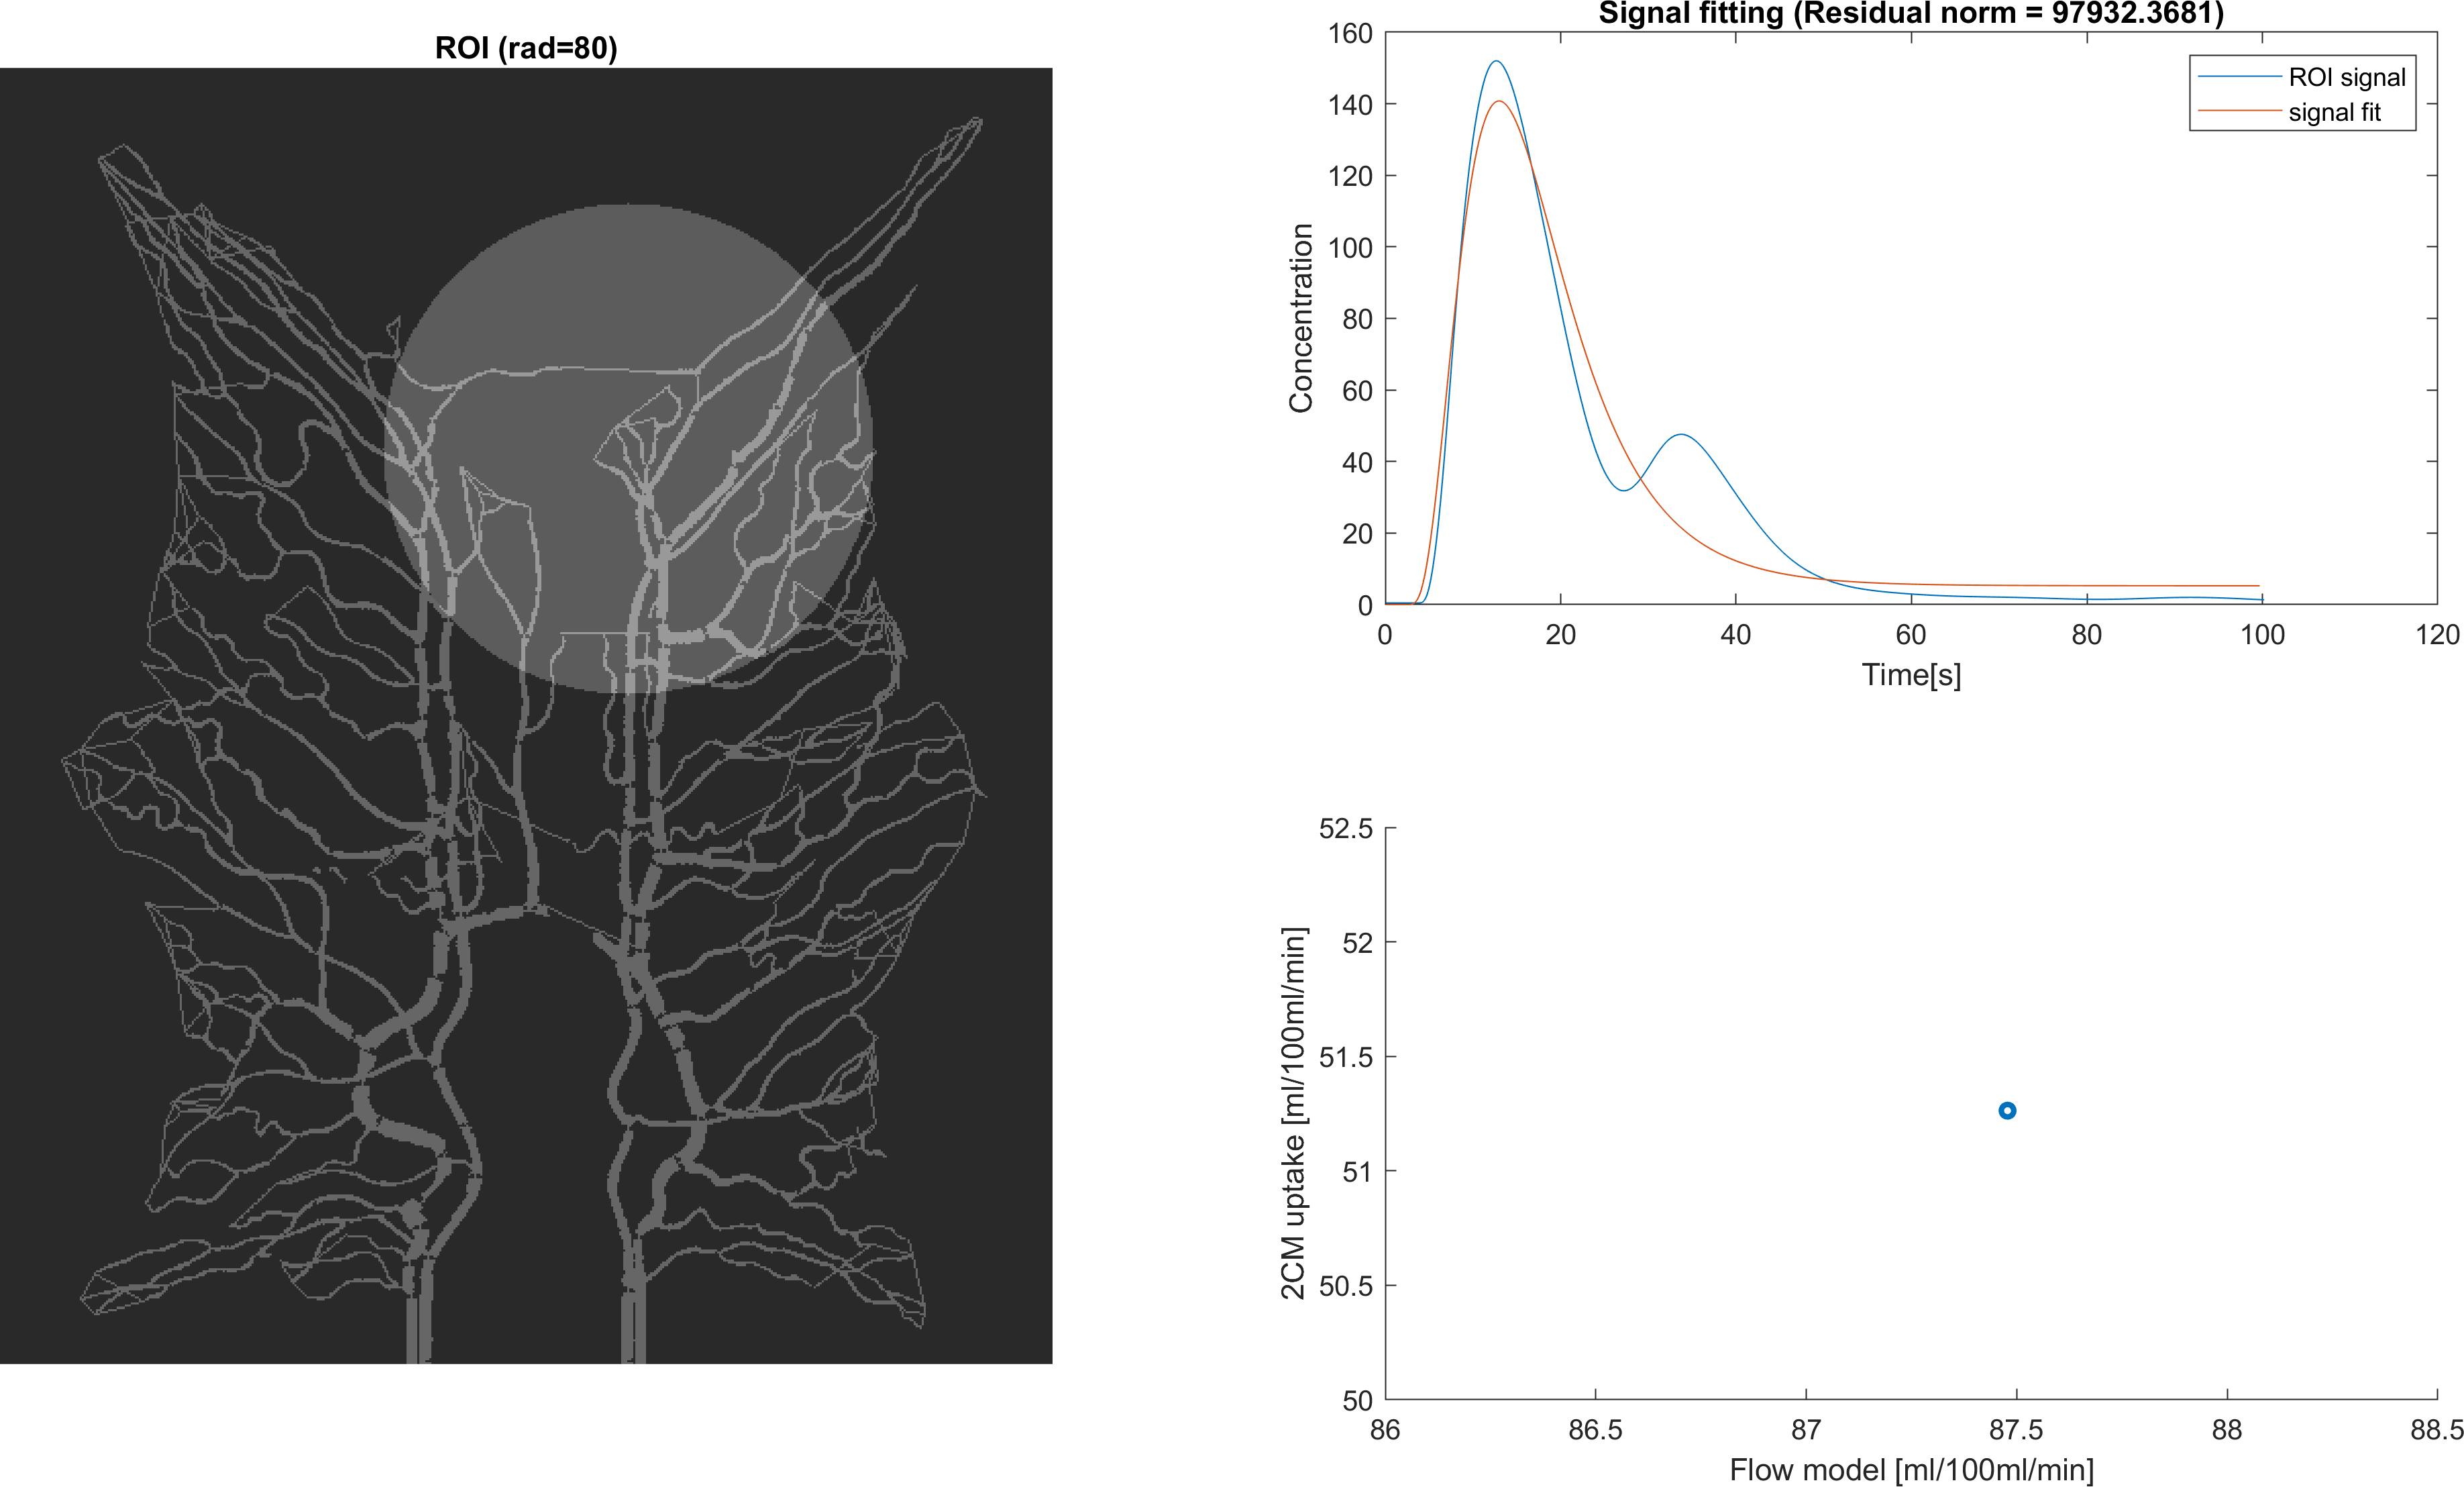 ROI (rad=80)
Signal fitting (Residual norm = 97932.3681)
160
140
120
100
80
60
40
20
0
Concentration
ROI signal
signal fit
0 20 40 60 80 100 120
Time[s]
52.5
52
51.5
51
50.5
50
2CM uptake [ml/100ml/min]
86 86.5 87 87.5 88 88.5
Flow model [ml/100ml/min]